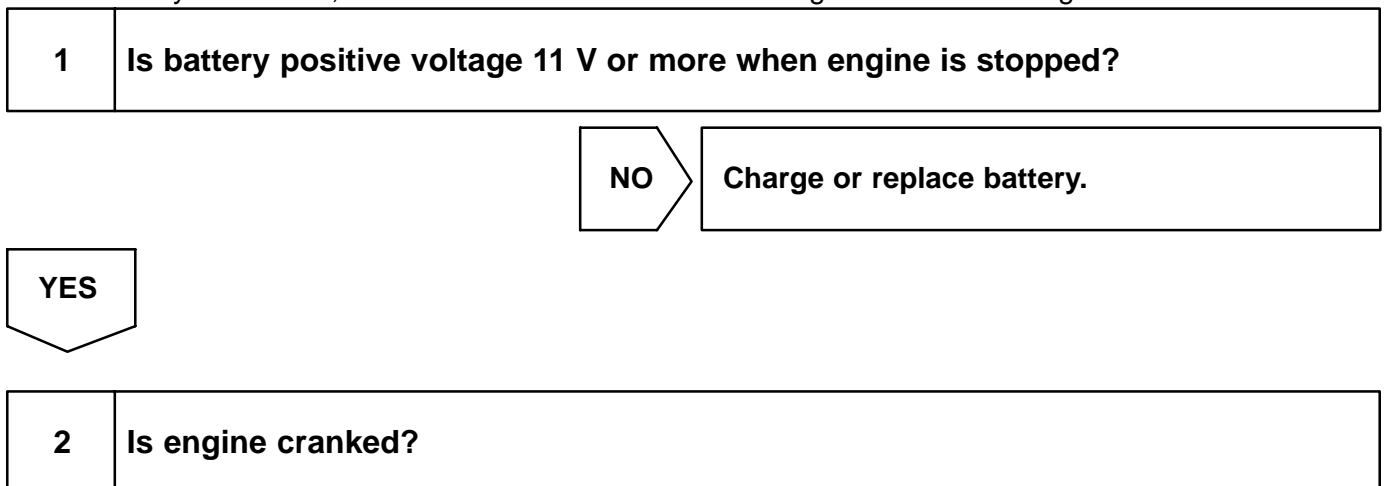 1 Is battery positive voltage 11 V or more when engine is stopped?
NO Charge or replace battery.
YES
2 Is engine cranked?